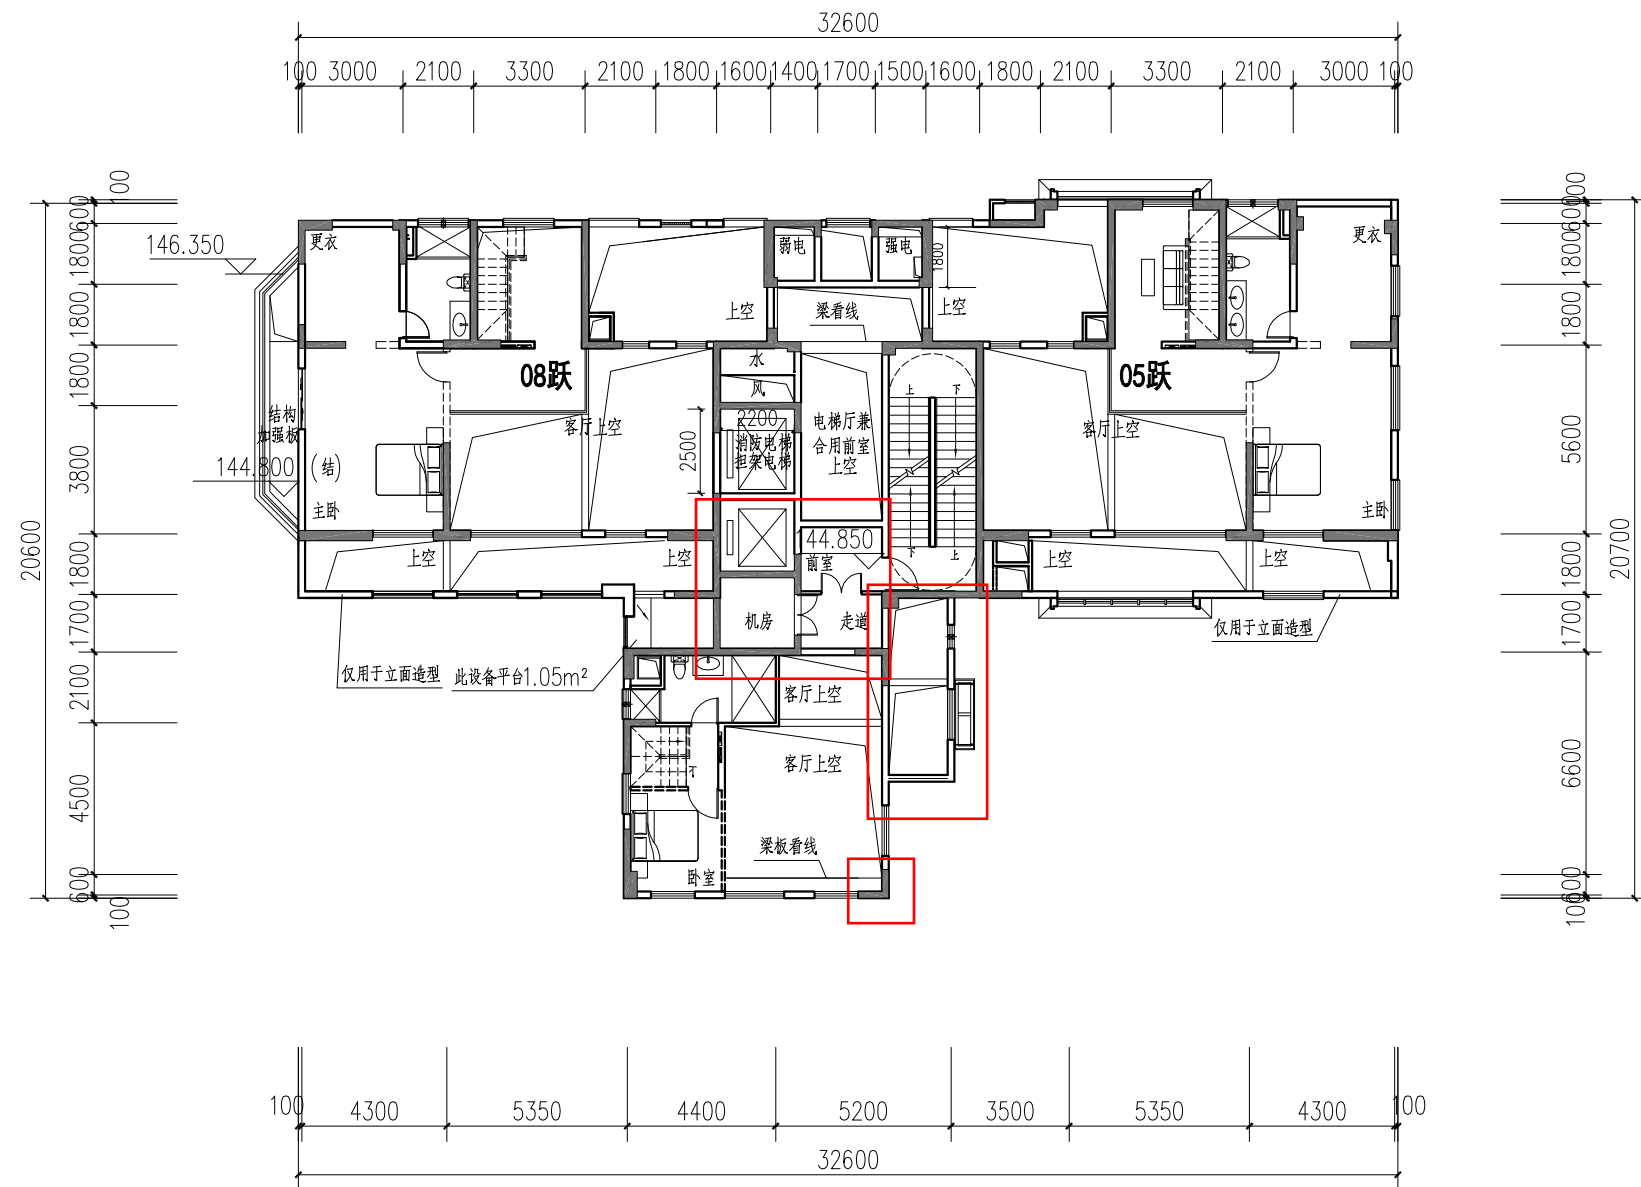 32600
100 3000 2100 3300 2100 1800 1600 1400 1700 1500 1600 1800 2100 3300 2100 3000 100
100
600
1800
1800
1800
3800
1800
1700
2100
4500
600
100
20600
146.350
144.800 (结)
更衣
上空
弱电
强电
1800
梁看线
上空
更衣
08跃
水
风
05跃
结构
加强板
客厅上空
2200
2500
消防电梯
担架电梯
电梯厅兼
合用前室
上空
上
下
客厅上空
主卧
主卧
上空
上空
144.850
前室
下
上
上空
上空
机房
走道
仅用于立面造型
仅用于立面造型
此设备平台1.05m²
客厅上空
客厅上空
下
梁板看线
卧室
1800
1800
5600
1800
1700
6600
600
100
20700
100 4300 5350 4400 5200 3500 5350 4300 100
32600